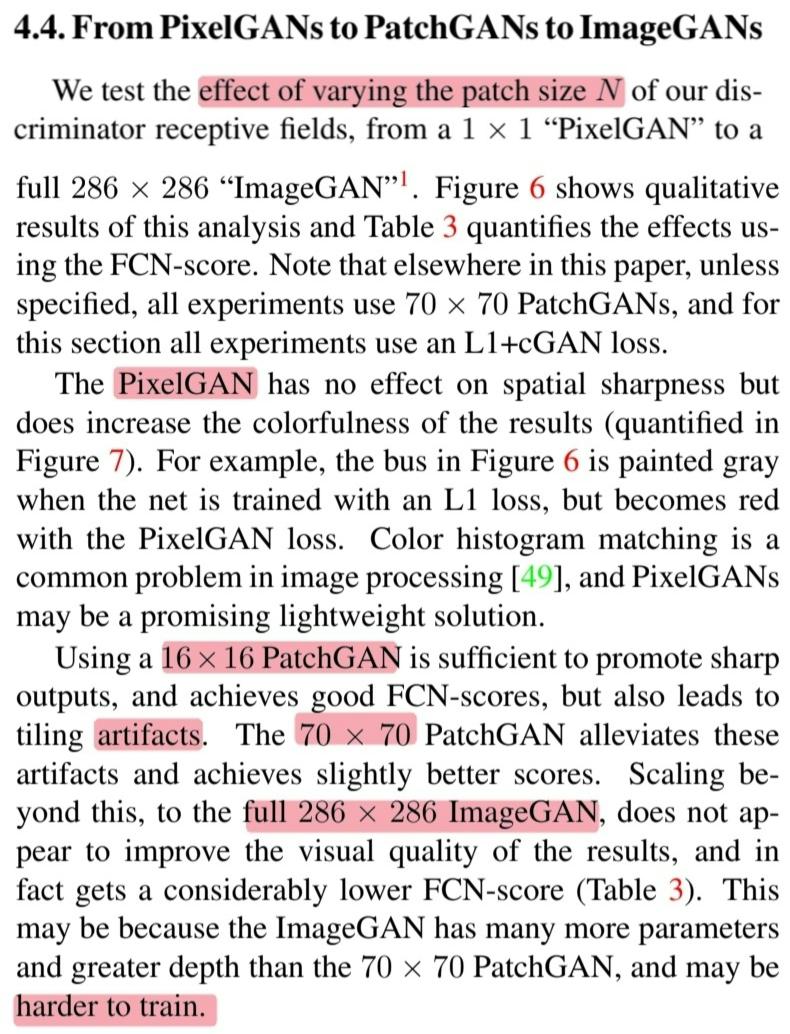 4.4. From PixelGANs to PatchGANs to ImageGANs
We test the effect of varying the patch size N of our dis-
criminator receptive fields, from a 1 × 1 “PixelGAN” to a
full 286 × 286 “ImageGAN”1. Figure 6 shows qualitative
results of this analysis and Table 3 quantifies the effects us-
ing the FCN-score. Note that elsewhere in this paper, unless
specified, all experiments use 70 × 70 PatchGANs, and for
this section all experiments use an L1+cGAN loss.
The PixelGAN has no effect on spatial sharpness but
does increase the colorfulness of the results (quantified in
Figure 7). For example, the bus in Figure 6 is painted gray
when the net is trained with an L1 loss, but becomes red
with the PixelGAN loss. Color histogram matching is a
common problem in image processing [49], and PixelGANs
may be a promising lightweight solution.
Using a 16 × 16 PatchGAN is sufficient to promote sharp
outputs, and achieves good FCN-scores, but also leads to
tiling artifacts. The 70 × 70 PatchGAN alleviates these
artifacts and achieves slightly better scores. Scaling be-
yond this, to the full 286 × 286 ImageGAN, does not ap-
pear to improve the visual quality of the results, and in
fact gets a considerably lower FCN-score (Table 3). This
may be because the ImageGAN has many more parameters
and greater depth than the 70 × 70 PatchGAN, and may be
harder to train.